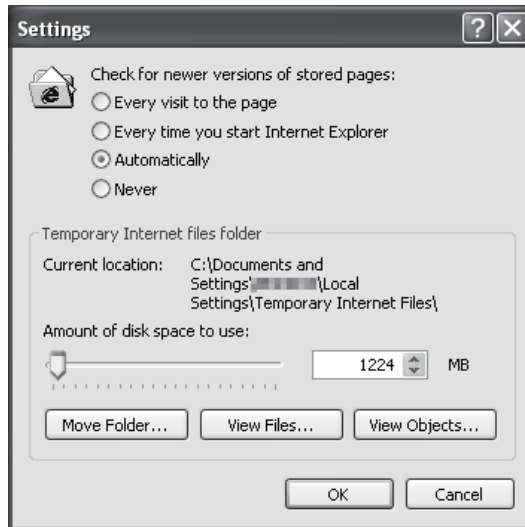 Settings
Check for newer versions of stored pages:
Every visit to the page
Every time you start Internet Explorer
Automatically
Never
Temporary Internet files folder
Current location: C:\Documents and
Settings\ \Local
Settings\Temporary Internet Files\
Amount of disk space to use:
1224 MB
Move Folder... View Files... View Objects...
OK Cancel